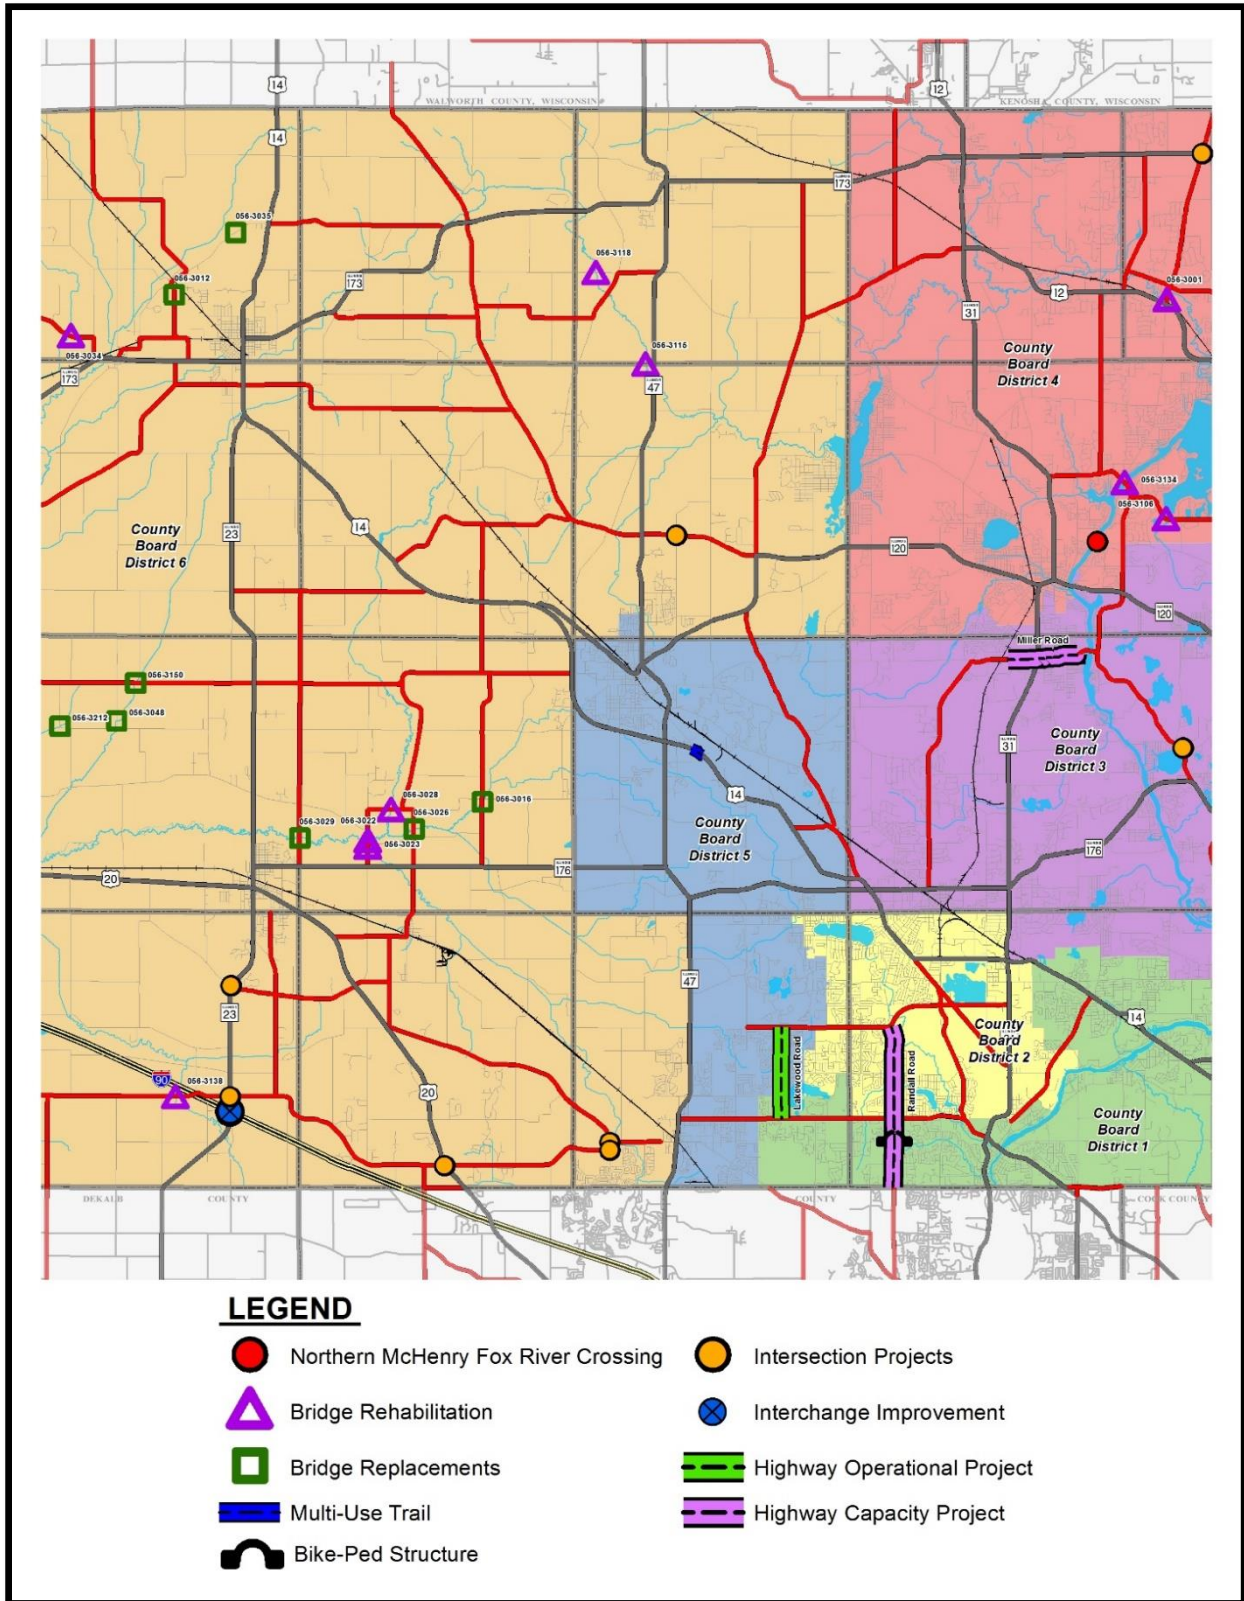 14
12
WALWORTH COUNTY, WISCONSIN
KENOSHA COUNTY, WISCONSIN
14
173
056-3035
056-3118
056-3012
173
056-3001
12
31
056-3115
056-3034
173
47
County
Board
District 4
056-3134
056-3106
14
23
County
Board
District 6
120
120
Miller Road
056-3150
056-3212
056-3048
31
County
Board
District 3
14
056-3028
056-3016
056-3022
056-3026
056-3029
056-3023
County
Board
District 5
176
176
20
47
23
14
County
Board
District 2
Lakewood Road
Randall Road
90
056-3138
20
County
Board
District 1
DEKALB
COUNTY
COUNTY
COOK COUNTY
LEGEND
Northern McHenry Fox River Crossing
Intersection Projects
Bridge Rehabilitation
Interchange Improvement
Bridge Replacements
Highway Operational Project
Multi-Use Trail
Highway Capacity Project
Bike-Ped Structure